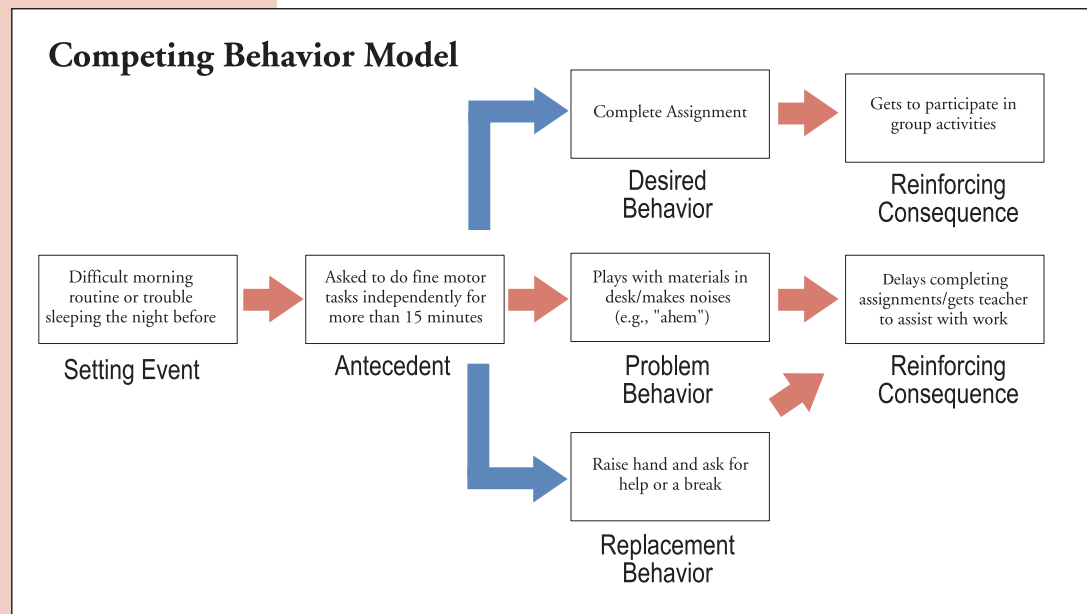 Competing Behavior Model
Complete Assignment
Desired
Behavior
Gets to participate in
group activities
Reinforcing
Consequence
Difficult morning
routine or trouble
sleeping the night before
Setting Event
Asked to do fine motor
tasks independently for
more than 15 minutes
Antecedent
Plays with materials in
desk/makes noises
(e.g., "ahem")
Problem
Behavior
Delays completing
assignments/gets teacher
to assist with work
Reinforcing
Consequence
Raise hand and ask for
help or a break
Replacement
Behavior